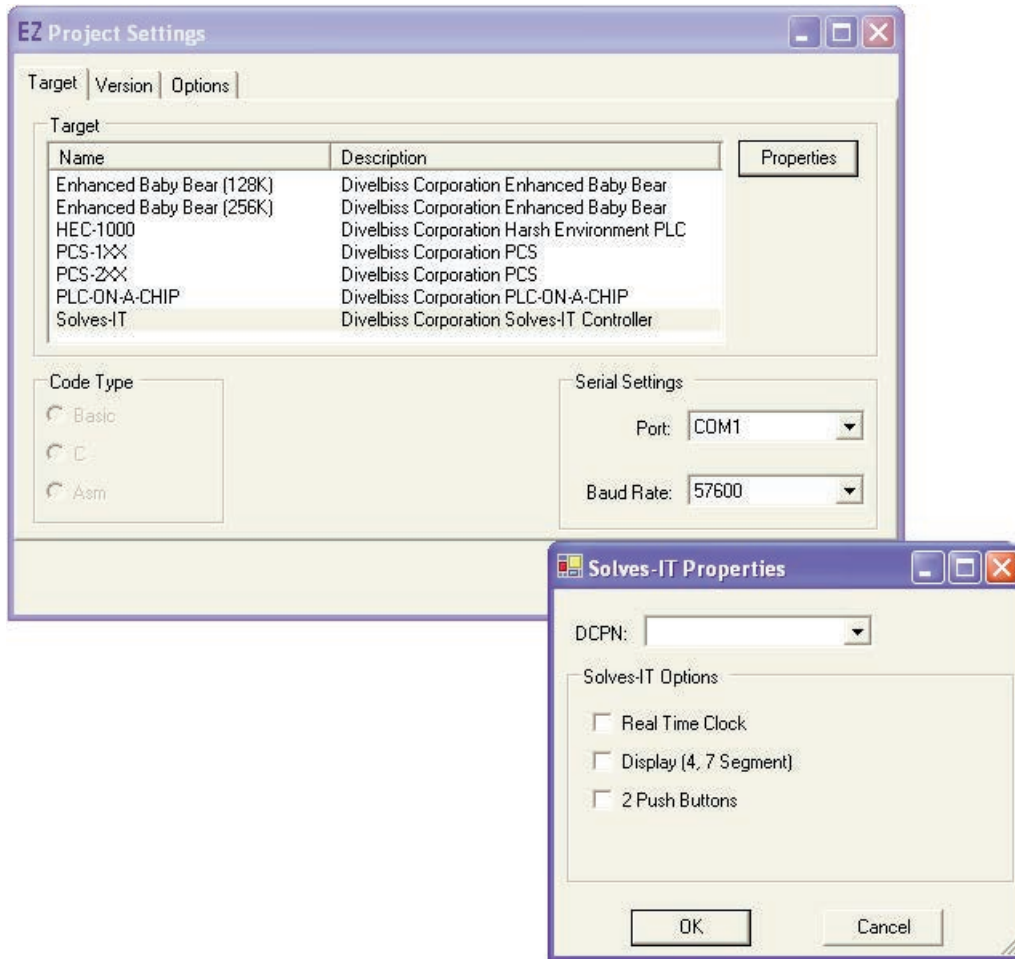 EZ Project Settings
Target Version Options
Target
Name Description
Properties
Enhanced Baby Bear (128K) Divelbiss Corporation Enhanced Baby Bear
Enhanced Baby Bear (256K) Divelbiss Corporation Enhanced Baby Bear
HEC-1000 Divelbiss Corporation Harsh Environment PLC
PCS-1XX Divelbiss Corporation PCS
PCS-2XX Divelbiss Corporation PCS
PLC-ON-A-CHIP Divelbiss Corporation PLC-ON-A-CHIP
Solves-IT Divelbiss Corporation Solves-IT Controller
Code Type
Basic
C
Asm
Serial Settings
Port: COM1
Baud Rate: 57600
Solves-IT Properties
DCPN:
Solves-IT Options
Real Time Clock
Display (4, 7 Segment)
2 Push Buttons
OK Cancel